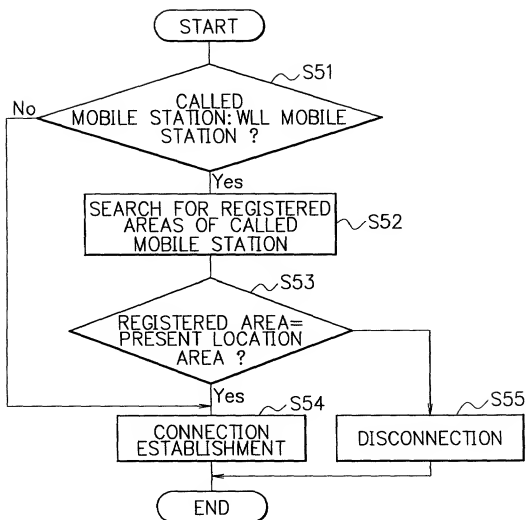 START
S51
No
CALLED
MOBILE STATION:WLL MOBILE
STATION ?
Yes
SEARCH FOR REGISTERED
AREAS OF CALLED
MOBILE STATION
S52
S53
REGISTERED AREA=
PRESENT LOCATION
AREA ?
Yes
S54
S55
CONNECTION
ESTABLISHMENT
DISCONNECTION
END